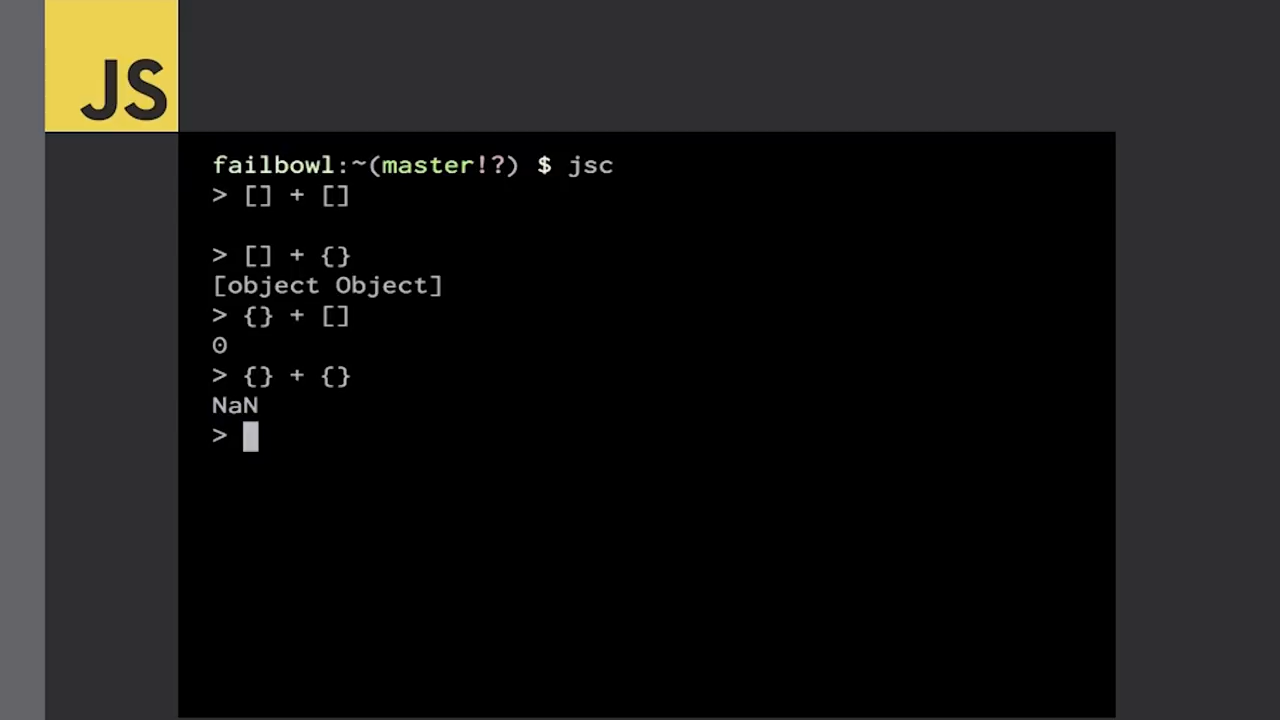 JS
failbowl:~(master!?) $ jsc
> [] + []
> [] + {}
[object Object]
> {} + []
0
> {} + {}
NaN
>